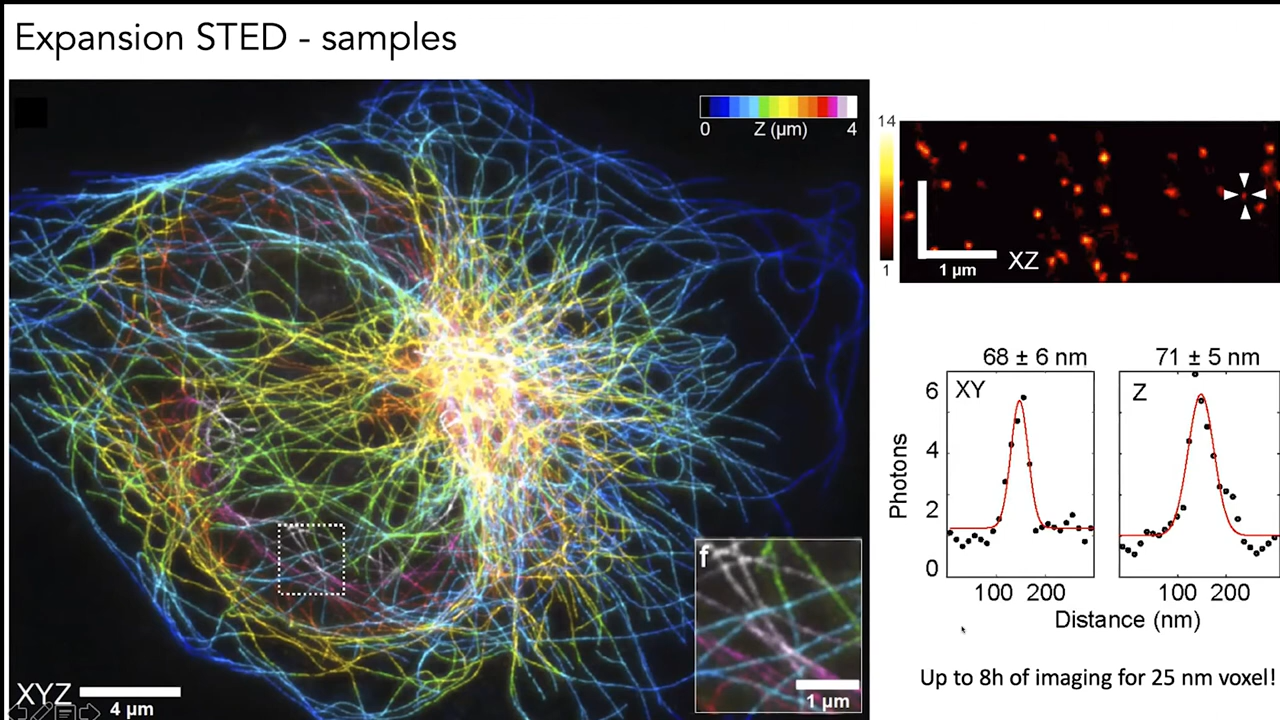 Expansion STED - samples
0 Z (µm) 4
XYZ
4 µm
f
1 µm
14
1
1 µm
XZ
68 ± 6 nm
71 ± 5 nm
XY
Z
Photons
6
4
2
0
100 200
100 200
Distance (nm)
Up to 8h of imaging for 25 nm voxel!